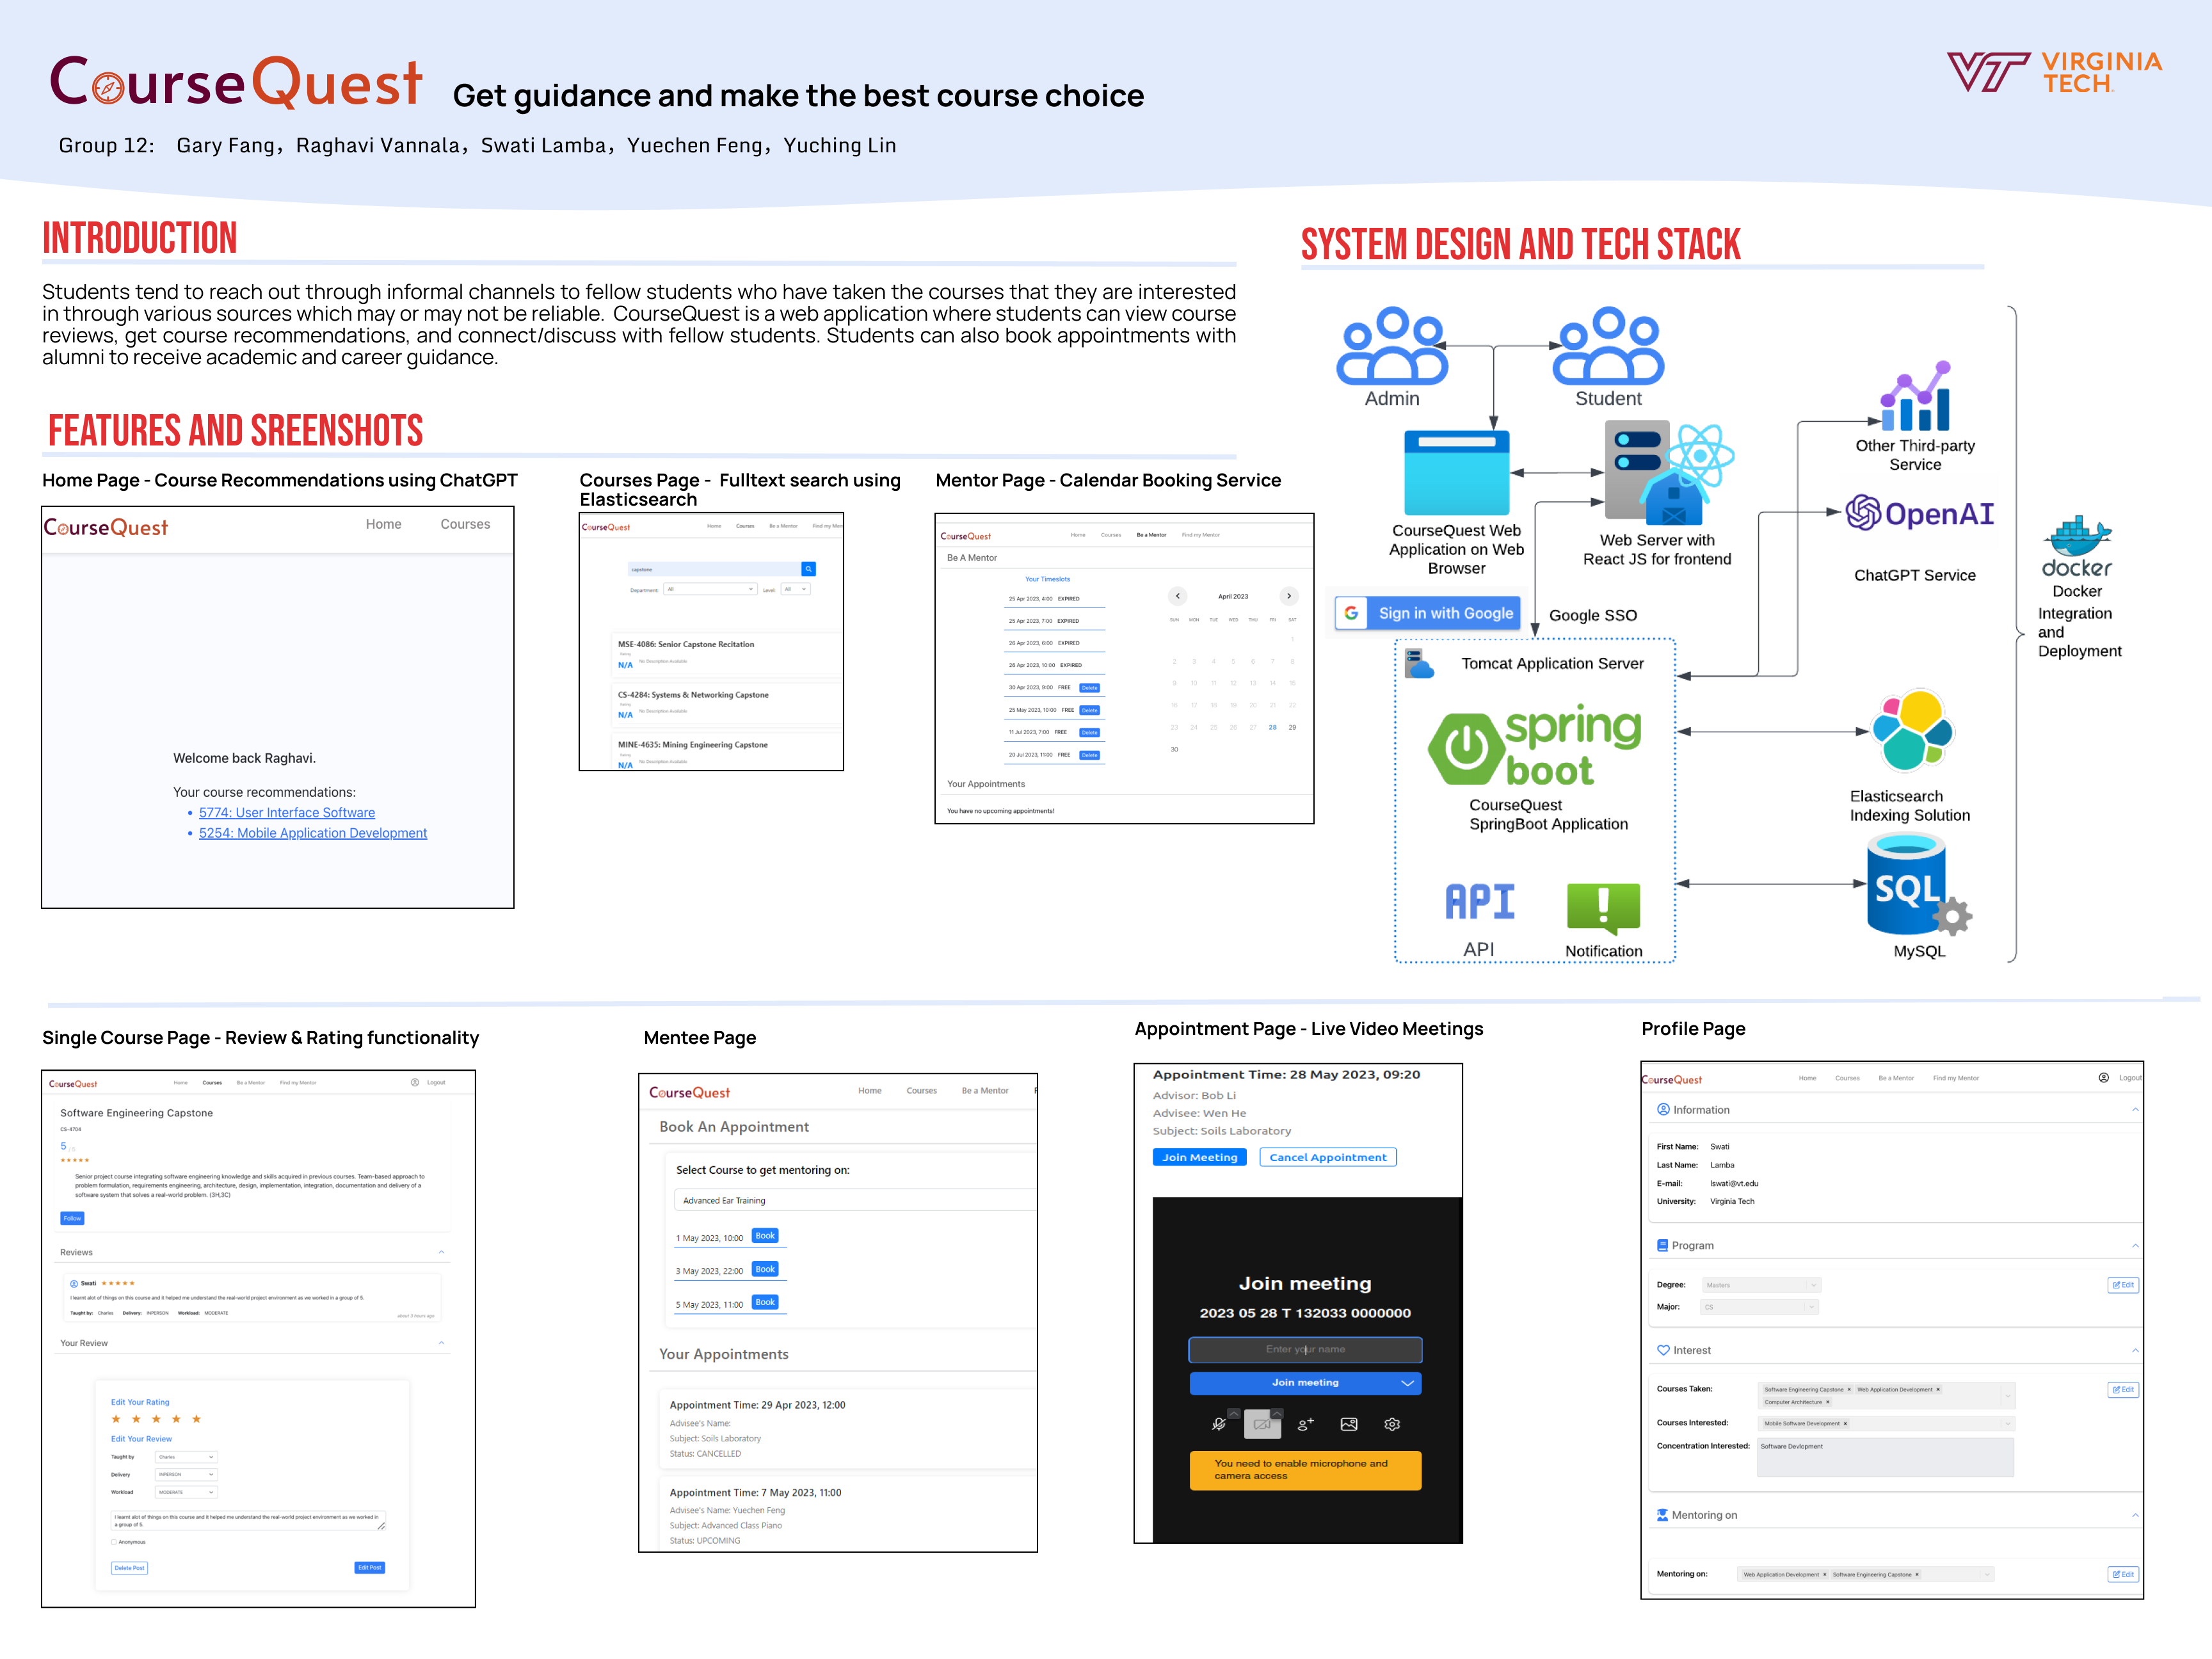 CourseQuest
Get guidance and make the best course choice
VT VIRGINIA
TECH.
Group 12: Gary Fang, Raghavi Vannala, Swati Lamba, Yuechen Feng, Yuching Lin
INTRODUCTION
Students tend to reach out through informal channels to fellow students who have taken the courses that they are interested
in through various sources which may or may not be reliable. CourseQuest is a web application where students can view course
reviews, get course recommendations, and connect/discuss with fellow students. Students can also book appointments with
alumni to receive academic and career guidance.
FEATURES AND SREENSHOTS
Home Page - Course Recommendations using ChatGPT
CourseQuest Home Courses
Welcome back Raghavi.
Your course recommendations:
• 5774: User Interface Software
• 5254: Mobile Application Development
Courses Page - Fulltext search using
Elasticsearch
CourseQuest Home Courses Be a Mentor Find my Men
capstone
Department: All Level: All
MSE-4086: Senior Capstone Recitation
Rating
N/A No Description Available
CS-4284: Systems & Networking Capstone
Rating
N/A No Description Available
MINE-4635: Mining Engineering Capstone
Rating
N/A No Description Available
Mentor Page - Calendar Booking Service
CourseQuest Home Courses Be a Mentor Find my Mentor
Be A Mentor
Your Timeslots
25 Apr 2023, 4:00 EXPIRED
25 Apr 2023, 7:00 EXPIRED
26 Apr 2023, 6:00 EXPIRED
26 Apr 2023, 10:00 EXPIRED
30 Apr 2023, 9:00 FREE Delete
25 May 2023, 10:00 FREE Delete
11 Jul 2023, 7:00 FREE Delete
20 Jul 2023, 11:00 FREE Delete
April 2023
SUN MON TUE WED THU FRI SAT
1
2 3 4 5 6 7 8
9 10 11 12 13 14 15
16 17 18 19 20 21 22
23 24 25 26 27 28 29
30
Your Appointments
You have no upcoming appointments!
SYSTEM DESIGN AND TECH STACK
Admin
Student
CourseQuest Web
Application on Web
Browser
Web Server with
React JS for frontend
Other Third-party
Service
OpenAI
ChatGPT Service
docker
Docker
Integration
and
Deployment
G Sign in with Google
Google SSO
Tomcat Application Server
spring
boot
CourseQuest
SpringBoot Application
API
API
Notification
Elasticsearch
Indexing Solution
SQL
MySQL
Single Course Page - Review & Rating functionality
CourseQuest Home Courses Be a Mentor Find my Mentor Logout
Software Engineering Capstone
CS-4704
5 / 5
Senior project course integrating software engineering knowledge and skills acquired in previous courses. Team-based approach to
problem formulation, requirements engineering, architecture, design, implementation, integration, documentation and delivery of a
software system that solves a real-world problem. (3H,3C)
Follow
Reviews
Swati
I learnt alot of things on this course and it helped me understand the real-world project environment as we worked in a group of 5.
Taught by: Charles Delivery: INPERSON Workload: MODERATE
about 3 hours ago
Your Review
Edit Your Rating
Edit Your Review
Taught by Charles
Delivery INPERSON
Workload MODERATE
I learnt alot of things on this course and it helped me understand the real-world project environment as we worked in
a group of 5.
Anonymous
Delete Post Edit Post
Mentee Page
CourseQuest Home Courses Be a Mentor F
Book An Appointment
Select Course to get mentoring on:
Advanced Ear Training
1 May 2023, 10:00 Book
3 May 2023, 22:00 Book
5 May 2023, 11:00 Book
Your Appointments
Appointment Time: 29 Apr 2023, 12:00
Advisee's Name:
Subject: Soils Laboratory
Status: CANCELLED
Appointment Time: 7 May 2023, 11:00
Advisee's Name: Yuechen Feng
Subject: Advanced Class Piano
Status: UPCOMING
Appointment Page - Live Video Meetings
Appointment Time: 28 May 2023, 09:20
Advisor: Bob Li
Advisee: Wen He
Subject: Soils Laboratory
Join Meeting Cancel Appointment
Join meeting
2023 05 28 T 132033 0000000
Enter your name
Join meeting
You need to enable microphone and
camera access
Profile Page
CourseQuest Home Courses Be a Mentor Find my Mentor Logout
Information
First Name: Swati
Last Name: Lamba
E-mail: lswati@vt.edu
University: Virginia Tech
Program
Degree: Masters Edit
Major: CS
Interest
Courses Taken: Software Engineering Capstone × Web Application Development × Edit
Computer Architecture ×
Courses Interested: Mobile Software Development ×
Concentration Interested: Software Devlopment
Mentoring on
Mentoring on: Web Application Development × Software Engineering Capstone × Edit